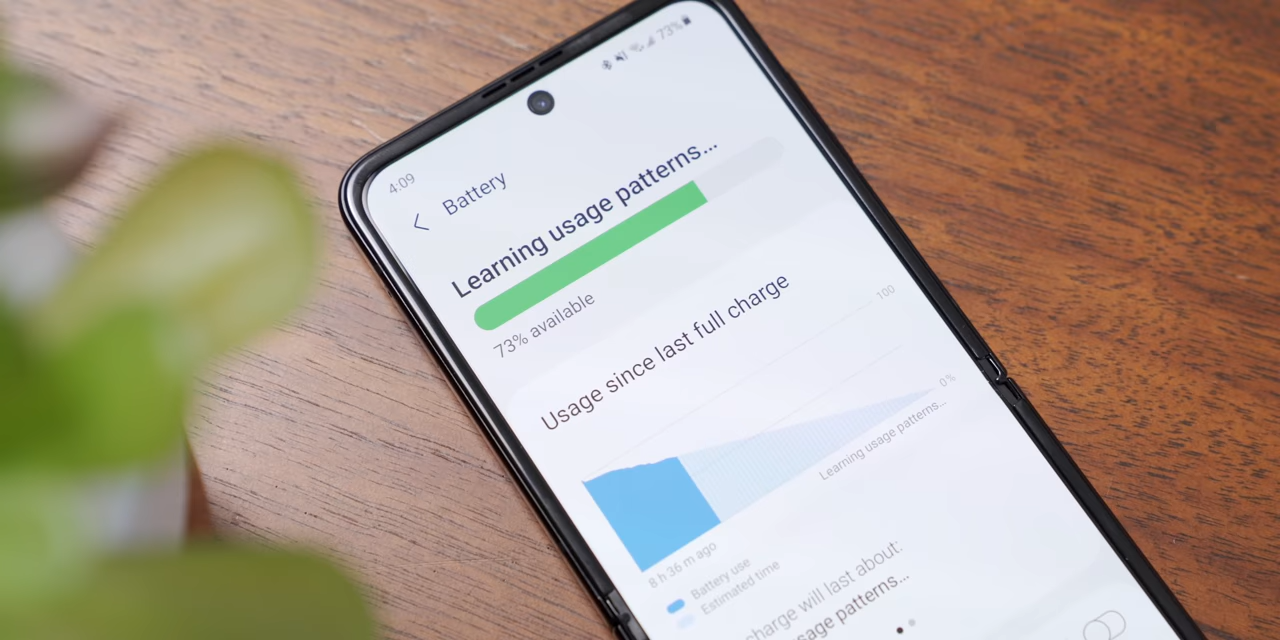 4:09
73%
Battery
Learning usage patterns...
73% available
Usage since last full charge
100
0%
Learning usage patterns...
8 h 36 m ago
Battery use
Estimated time
charge will last about:
usage patterns...